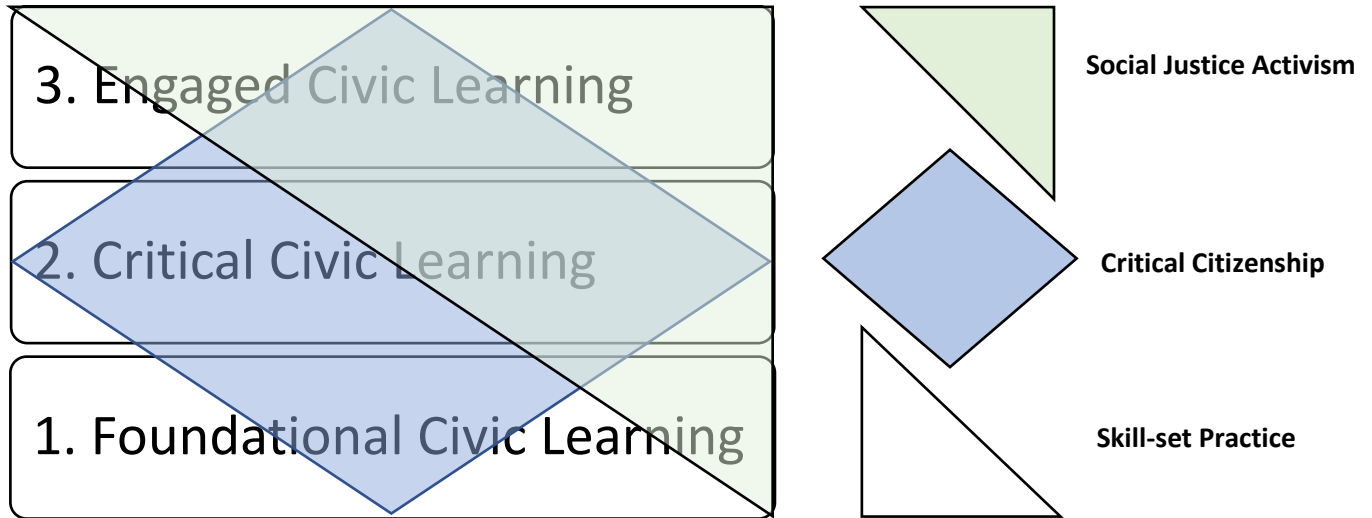 3. Engaged Civic Learning
Social Justice Activism
2. Critical Civic Learning
Critical Citizenship
1. Foundational Civic Learning
Skill-set Practice